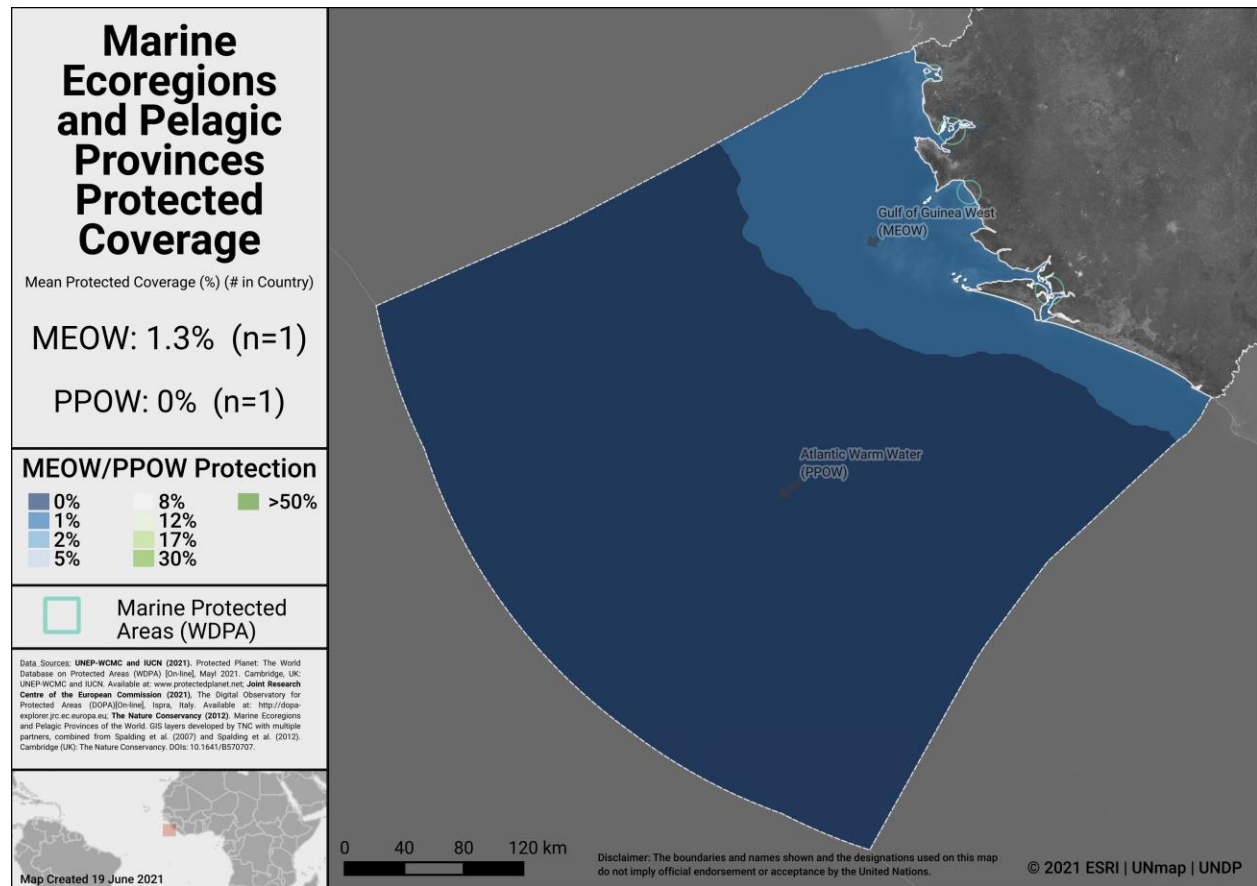 Marine
Ecoregions
and Pelagic
Provinces
Protected
Coverage
Mean Protected Coverage (%) (# in Country)
MEOW: 1.3% (n=1)
PPOW: 0% (n=1)
MEOW/PPOW Protection
0%
1%
2%
5%
8%
12%
17%
30%
>50%
Marine Protected
Areas (WDPA)
Data Sources: UNEP-WCMC and IUCN (2021). Protected Planet: The World
Database on Protected Areas (WDPA) [On-line], Mayl 2021. Cambridge, UK:
UNEP-WCMC and IUCN. Available at: www.protectedplanet.net; Joint Research
Centre of the European Commission (2021), The Digital Observatory for
Protected Areas (DOPA)[On-line], Ispra, Italy. Available at: http://dopa-
explorer.jrc.ec.europa.eu; The Nature Conservancy (2012). Marine Ecoregions
and Pelagic Provinces of the World. GIS layers developed by TNC with multiple
partners, combined from Spalding et al. (2007) and Spalding et al. (2012).
Cambridge (UK): The Nature Conservancy. DOIs: 10.1641/B570707.
Map Created 19 June 2021
Gulf of Guinea West
(MEOW)
Atlantic Warm Water
(PPOW)
0 40 80 120 km
Disclaimer: The boundaries and names shown and the designations used on this map
do not imply official endorsement or acceptance by the United Nations.
© 2021 ESRI | UNmap | UNDP